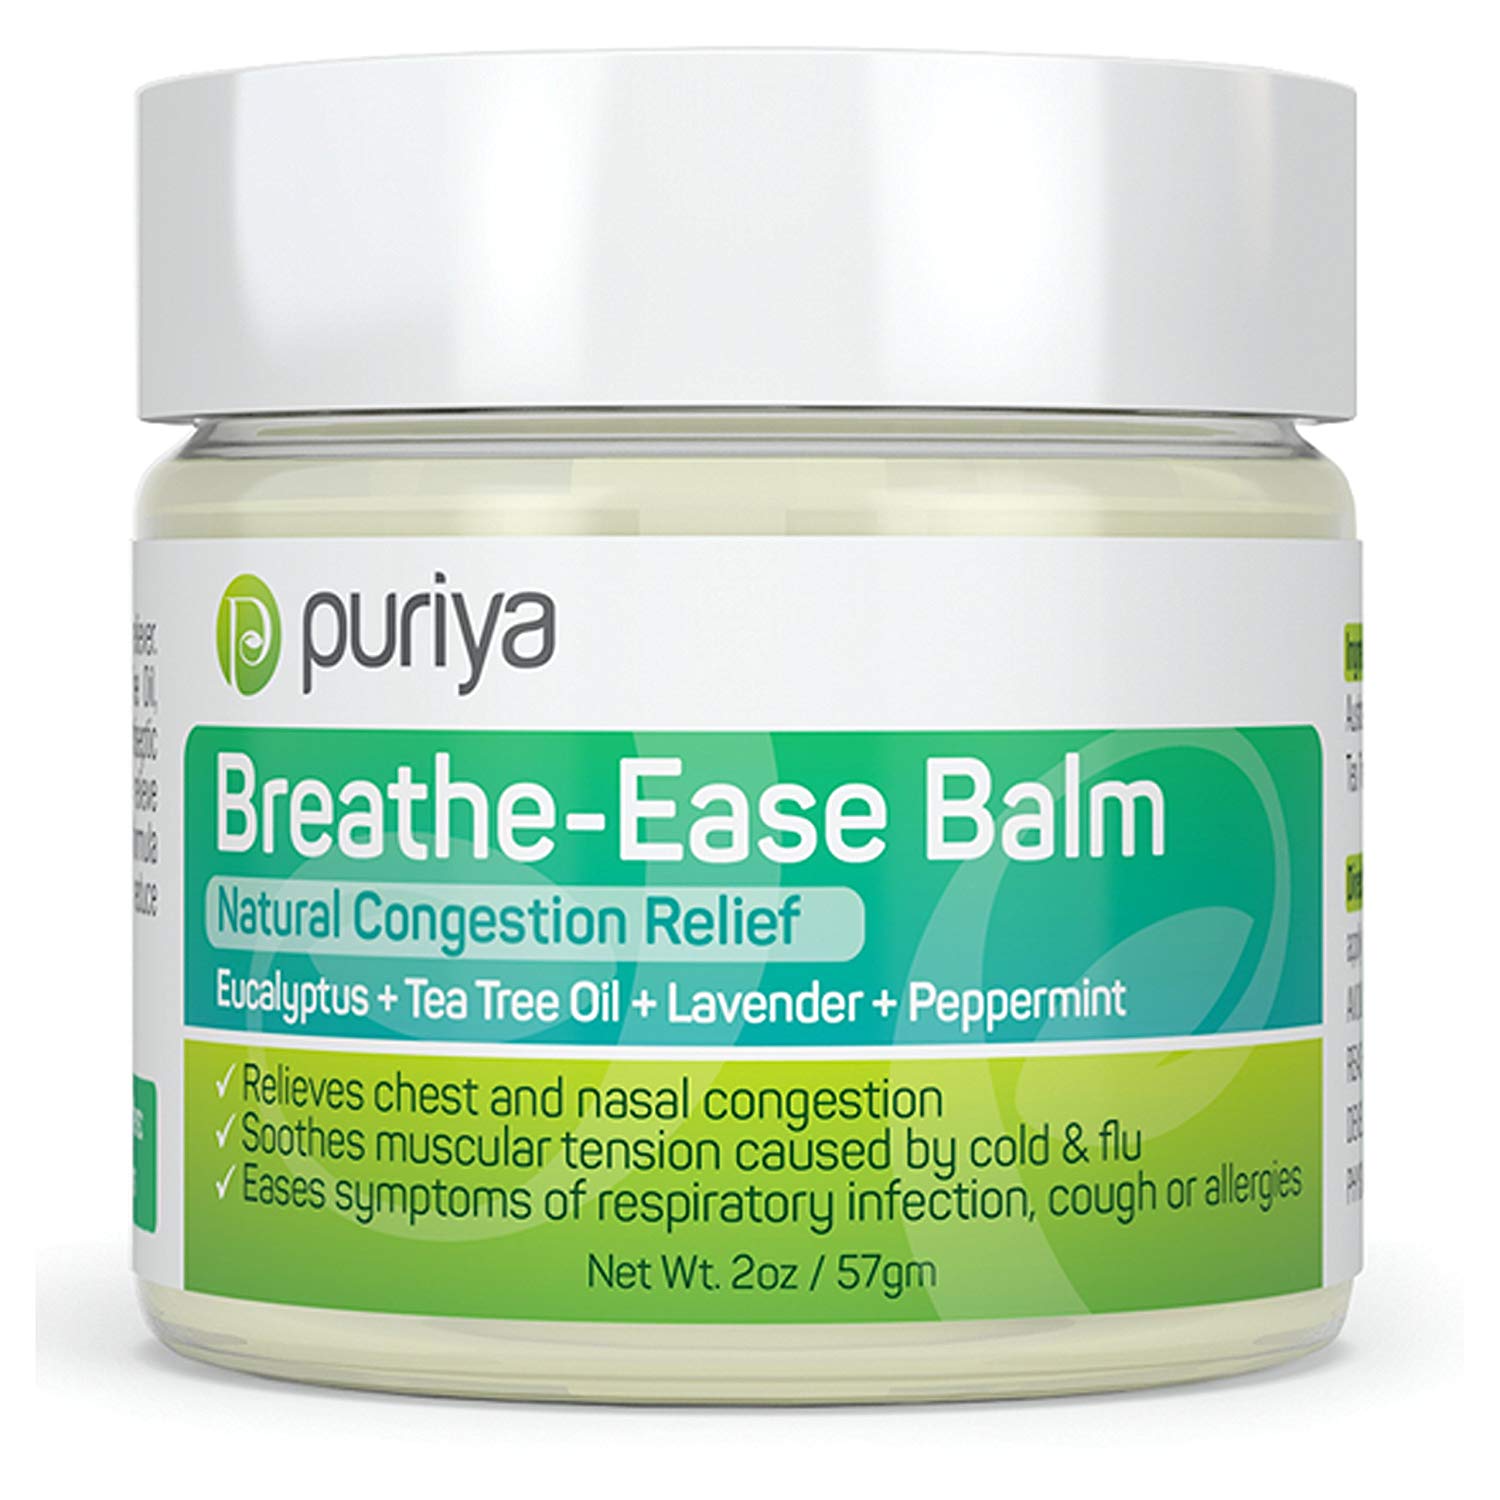 puriya
Breathe-Ease Balm
Natural Congestion Relief
Eucalyptus + Tea Tree Oil + Lavender + Peppermint
✓ Relieves chest and nasal congestion
✓ Soothes muscular tension caused by cold & flu
✓ Eases symptoms of respiratory infection, cough or allergies
Net Wt. 2oz / 57gm
Oil,